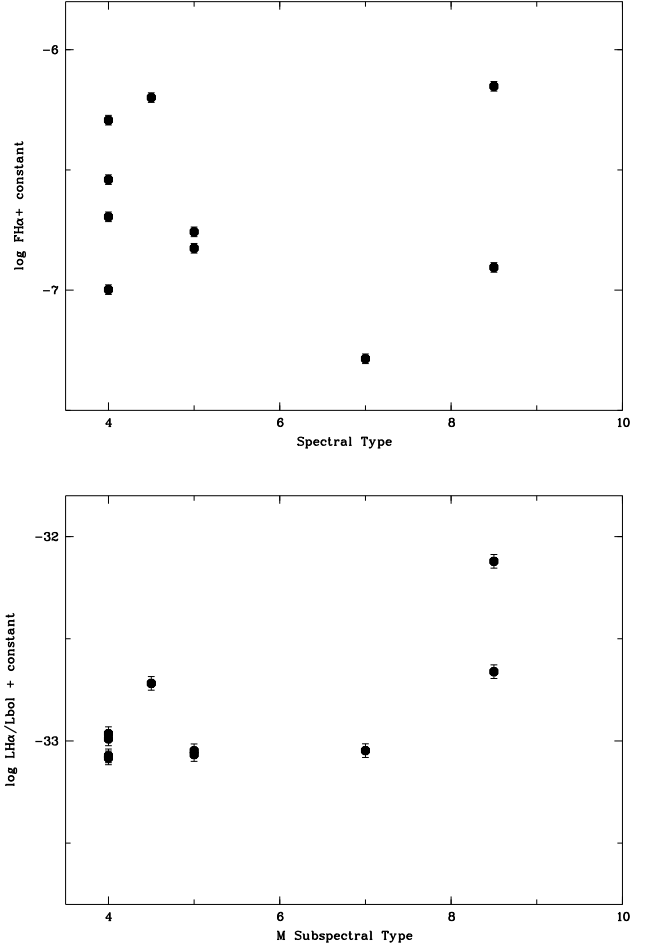 -6
-7
log FHα+ constant
4 6 8 10
Spectral Type
-32
-33
log LHα/Lbol + constant
4 6 8 10
M Subspectral Type